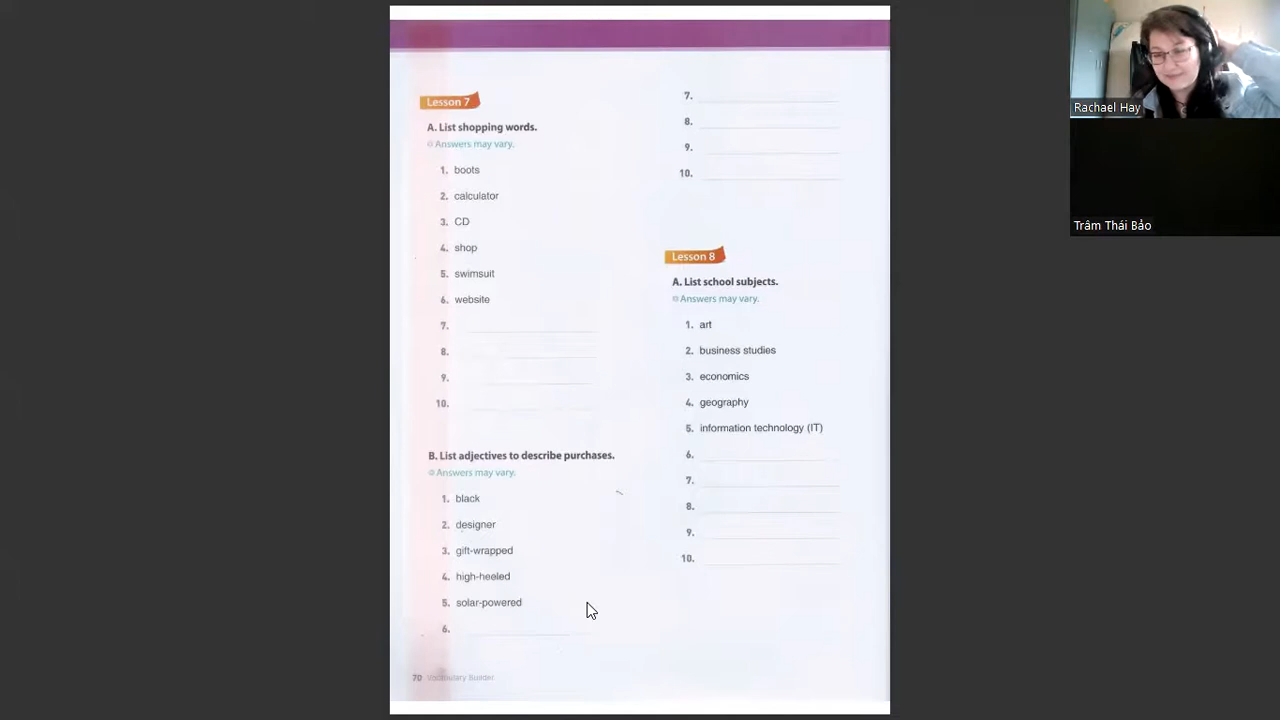 Lesson 7
A. List shopping words.
Answers may vary.
1. boots
2. calculator
3. CD
4. shop
5. swimsuit
6. website
7.
8.
9.
10.
B. List adjectives to describe purchases.
Answers may vary.
1. black
2. designer
3. gift-wrapped
4. high-heeled
5. solar-powered
6.
70 Vocabulary Builder
7.
8.
9.
10.
Lesson 8
A. List school subjects.
Answers may vary.
1. art
2. business studies
3. economics
4. geography
5. information technology (IT)
6.
7.
8.
9.
10.
Rachael Hay
Trâm Thái Bảo